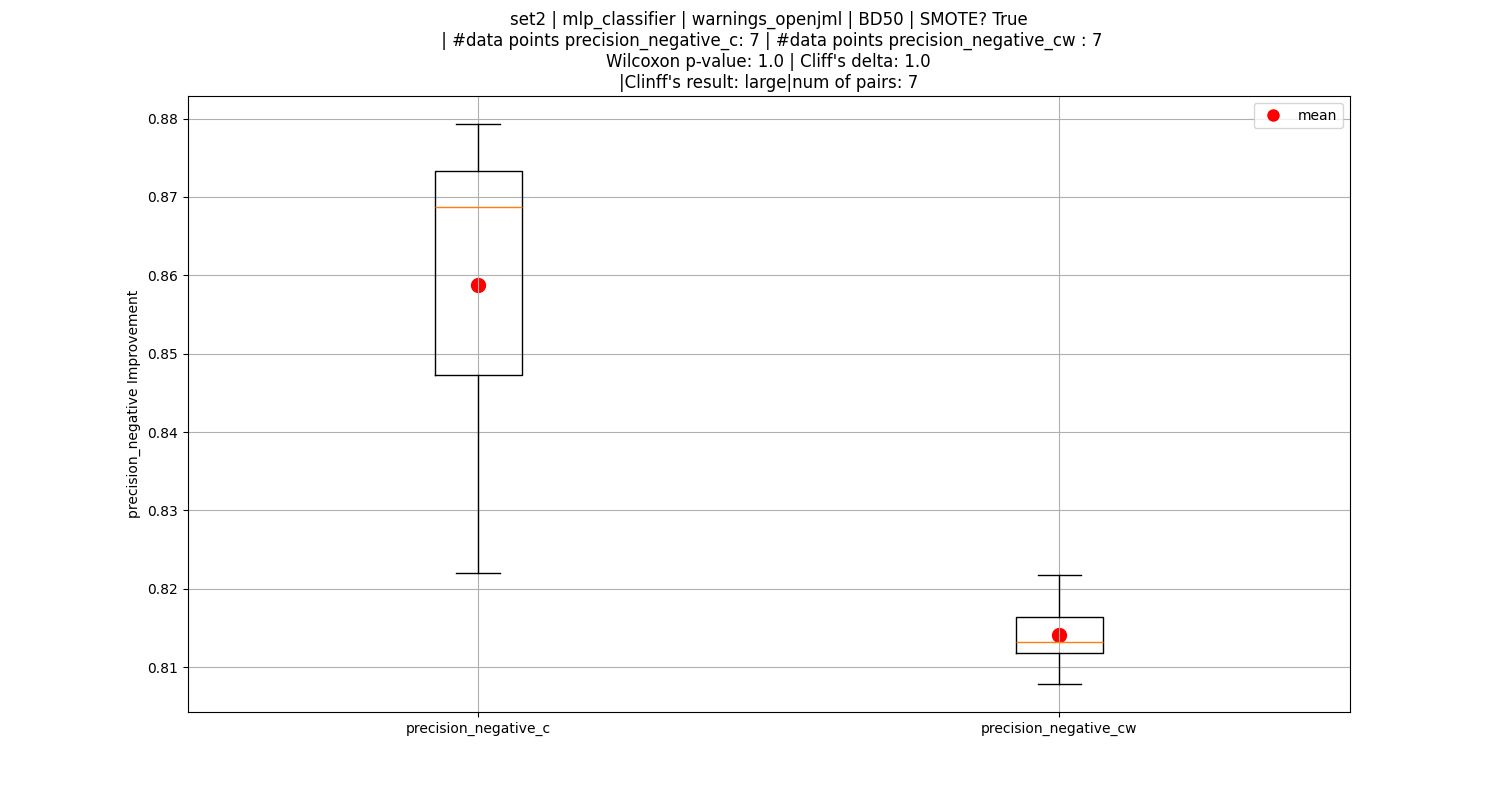 set2 | mlp_classifier | warnings_openjml | BD50 | SMOTE? True
| #data points precision_negative_c: 7 | #data points precision_negative_cw : 7
Wilcoxon p-value: 1.0 | Cliff's delta: 1.0
|Clinff's result: large|num of pairs: 7
mean
0.88
0.87
0.86
0.85
0.84
0.83
0.82
0.81
precision_negative Improvement
precision_negative_c
precision_negative_cw